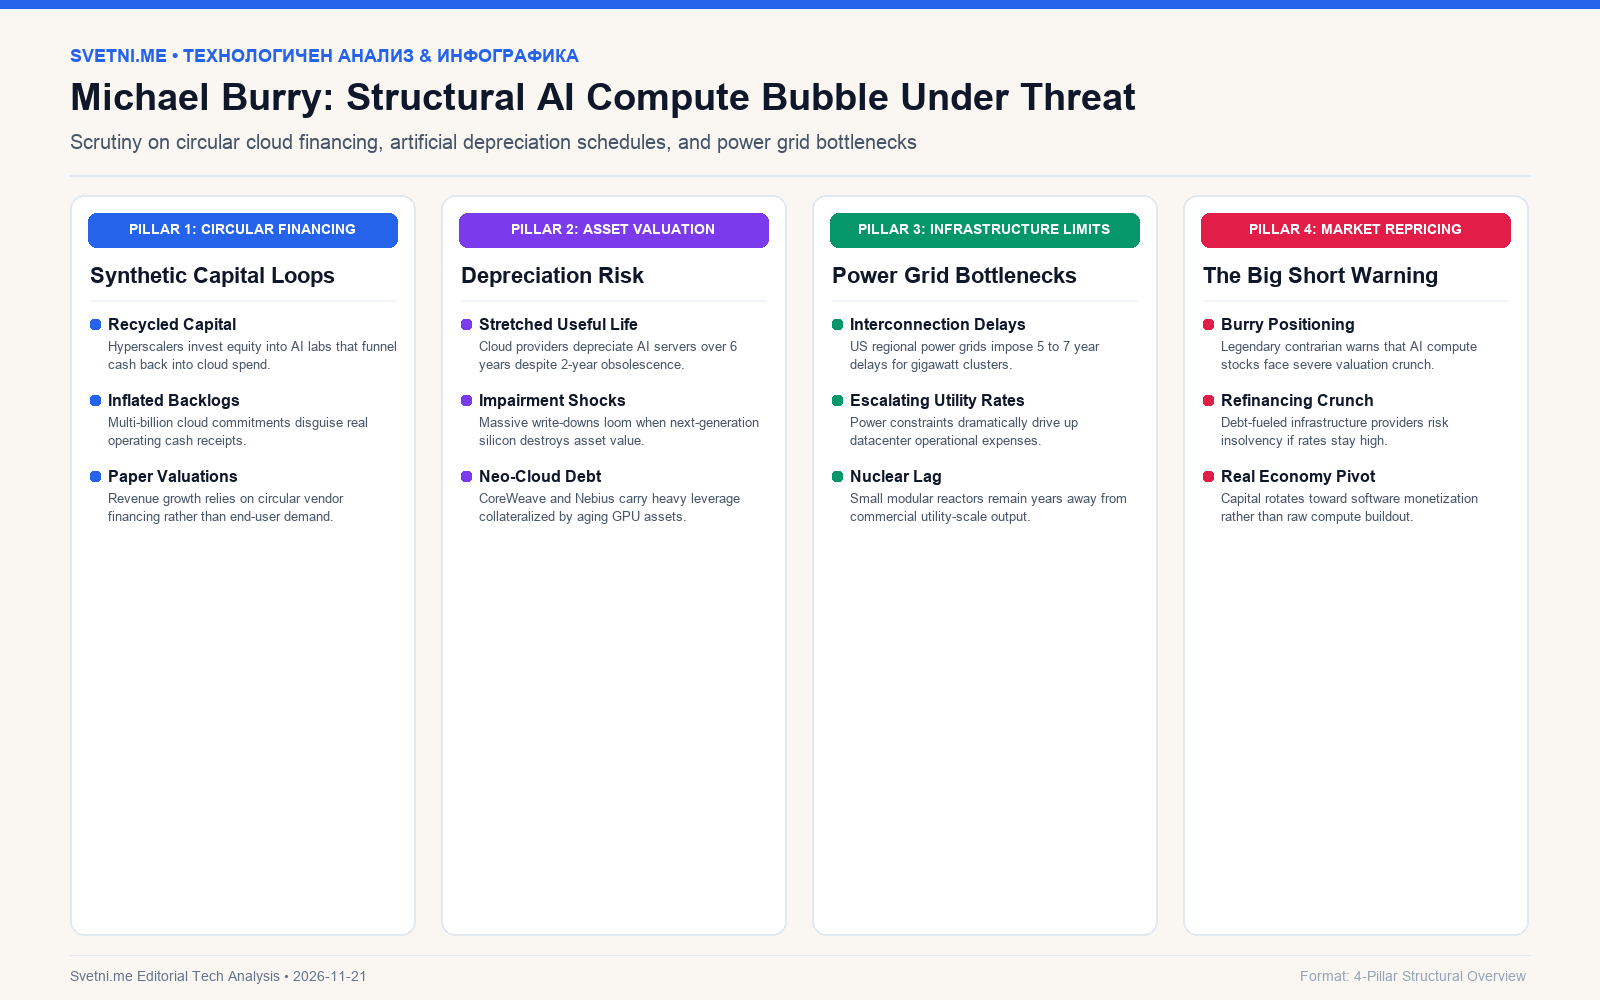 SVETNI.ME • ТЕХНОЛОГИЧЕН АНАЛИЗ & ИНФОГРАФИКА
Michael Burry: Structural AI Compute Bubble Under Threat
Scrutiny on circular cloud financing, artificial depreciation schedules, and power grid bottlenecks
PILLAR 1: CIRCULAR FINANCING
Synthetic Capital Loops
Recycled Capital
Hyperscalers invest equity into AI labs that funnel
cash back into cloud spend.
Inflated Backlogs
Multi-billion cloud commitments disguise real
operating cash receipts.
Paper Valuations
Revenue growth relies on circular vendor
financing rather than end-user demand.
PILLAR 2: ASSET VALUATION
Depreciation Risk
Stretched Useful Life
Cloud providers depreciate AI servers over 6
years despite 2-year obsolescence.
Impairment Shocks
Massive write-downs loom when next-generation
silicon destroys asset value.
Neo-Cloud Debt
CoreWeave and Nebius carry heavy leverage
collateralized by aging GPU assets.
PILLAR 3: INFRASTRUCTURE LIMITS
Power Grid Bottlenecks
Interconnection Delays
US regional power grids impose 5 to 7 year
delays for gigawatt clusters.
Escalating Utility Rates
Power constraints dramatically drive up
datacenter operational expenses.
Nuclear Lag
Small modular reactors remain years away from
commercial utility-scale output.
PILLAR 4: MARKET REPRICING
The Big Short Warning
Burry Positioning
Legendary contrarian warns that AI compute
stocks face severe valuation crunch.
Refinancing Crunch
Debt-fueled infrastructure providers risk
insolvency if rates stay high.
Real Economy Pivot
Capital rotates toward software monetization
rather than raw compute buildout.
Svetni.me Editorial Tech Analysis • 2026-11-21
Format: 4-Pillar Structural Overview